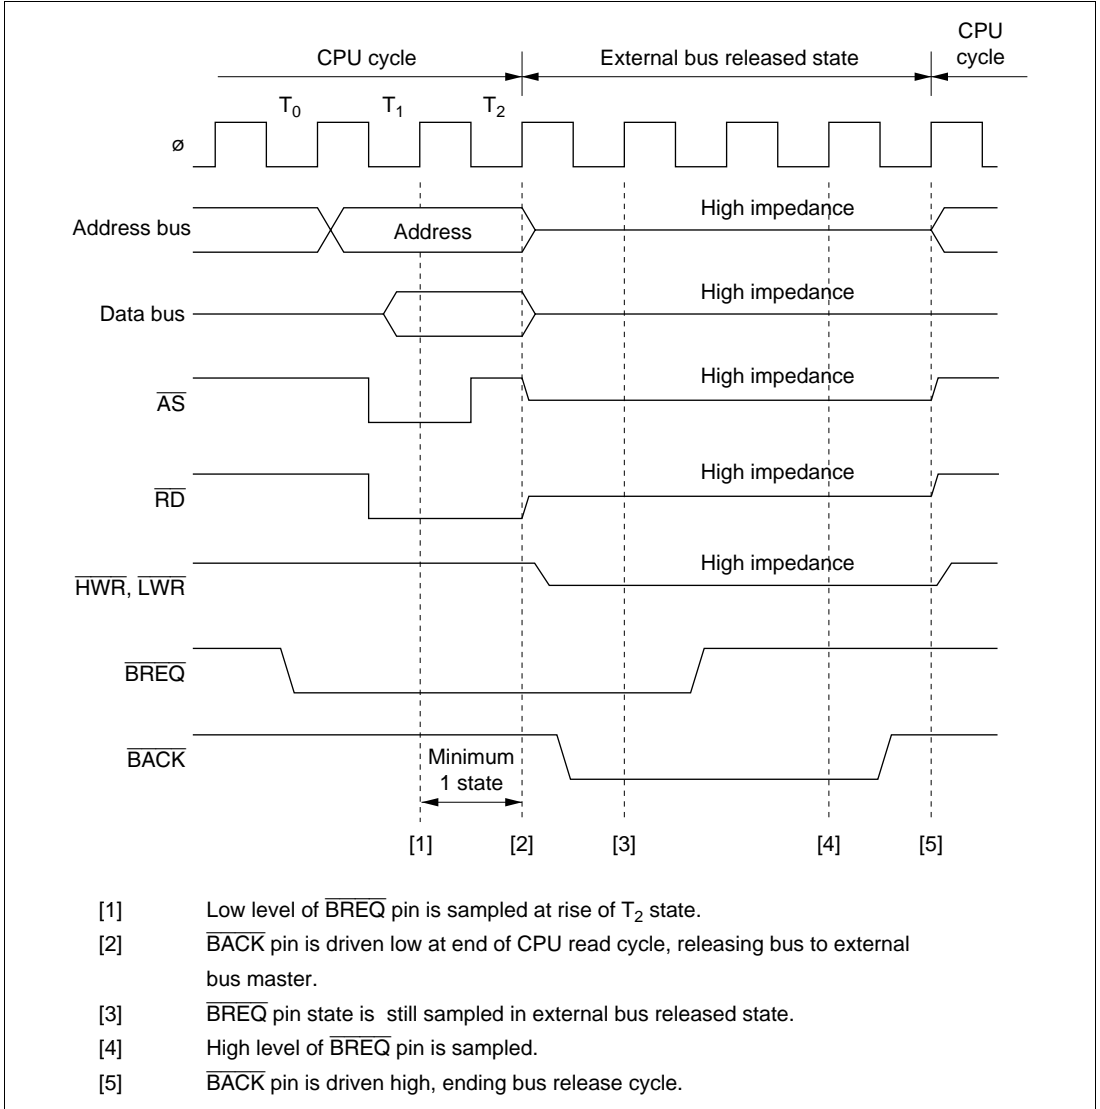 CPU cycle
External bus released state
CPU
cycle
T0
T1
T2
ø
Address bus
Address
High impedance
Data bus
High impedance
AS
High impedance
RD
High impedance
HWR, LWR
High impedance
BREQ
BACK
Minimum
1 state
[1]
[2]
[3]
[4]
[5]
[1] Low level of BREQ pin is sampled at rise of T2 state.
[2] BACK pin is driven low at end of CPU read cycle, releasing bus to external
bus master.
[3] BREQ pin state is still sampled in external bus released state.
[4] High level of BREQ pin is sampled.
[5] BACK pin is driven high, ending bus release cycle.